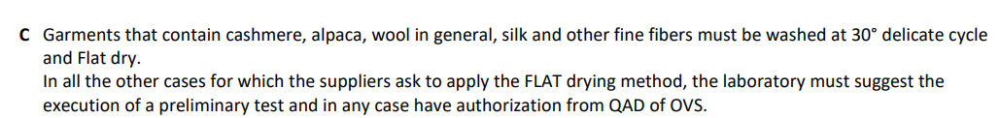 C Garments that contain cashmere, alpaca, wool in general, silk and other fine fibers must be washed at 30° delicate cycle
and Flat dry.
In all the other cases for which the suppliers ask to apply the FLAT drying method, the laboratory must suggest the
execution of a preliminary test and in any case have authorization from QAD of OVS.